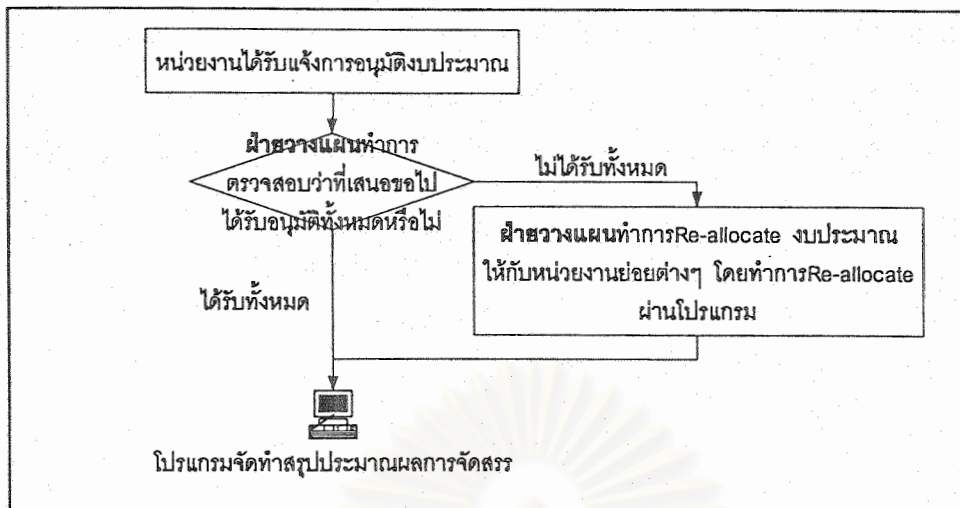 หน่วยงานได้รับแจ้งการอนุมัติงบประมาณ
ฝ่ายวางแผนทำการ
ตรวจสอบว่าที่เสนอขอไป
ได้รับอนุมัติทั้งหมดหรือไม่
ไม่ได้รับทั้งหมด
ฝ่ายวางแผนทำการRe-allocate งบประมาณ
ให้กับหน่วยงานย่อยต่างๆ โดยทำการRe-allocate
ผ่านโปรแกรม
ได้รับทั้งหมด
โปรแกรมจัดทำสรุปประมาณผลการจัดสรร